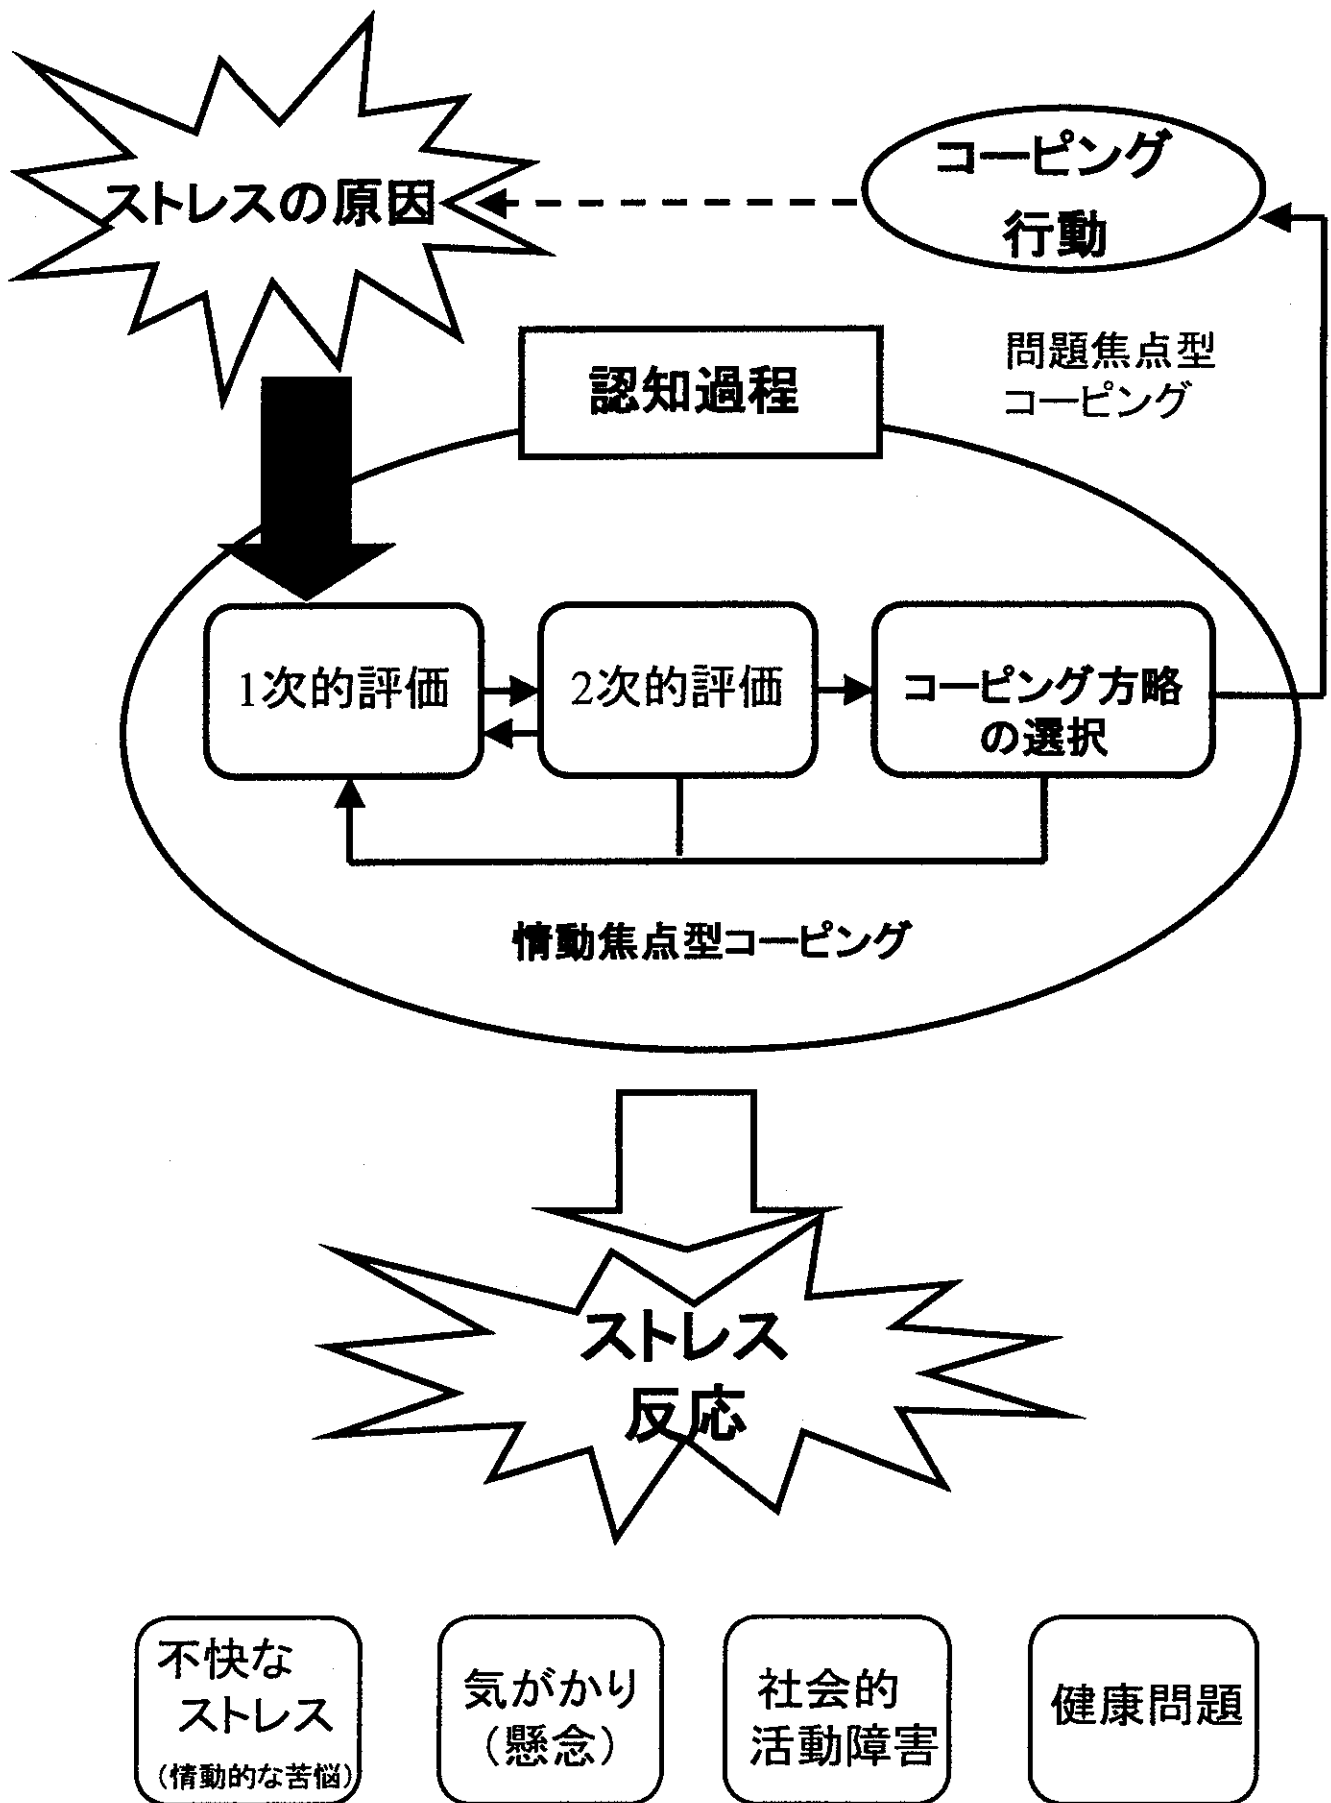 ストレスの原因
コーピング
行動
問題焦点型
コーピング
認知過程
1次的評価
2次的評価
コーピング方略
の選択
情動焦点型コーピング
ストレス
反応
不快な
ストレス
(情動的な苦悩)
気がかり
(懸念)
社会的
活動障害
健康問題